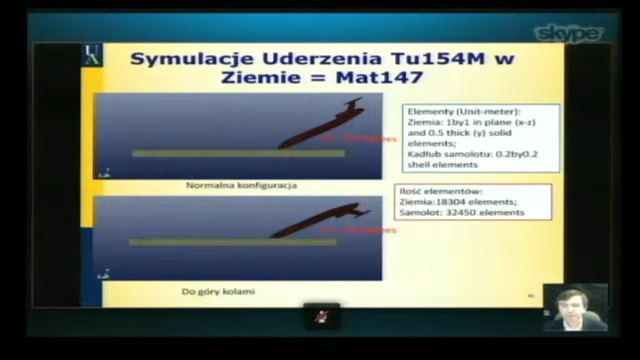 skype
UA
Symulacje Uderzenia Tu154M w
Ziemie = Mat147
Elementy (Unit-meter):
Ziemia: 1by1 in plane (x-z)
and 0.5 thick (y) solid
elements;
Kadłub samolotu: 0.2by0.2
shell elements
Normalna konfiguracja
Ilość elementów:
Ziemia:18304 elements;
Samolot: 32450 elements
Do góry kołami